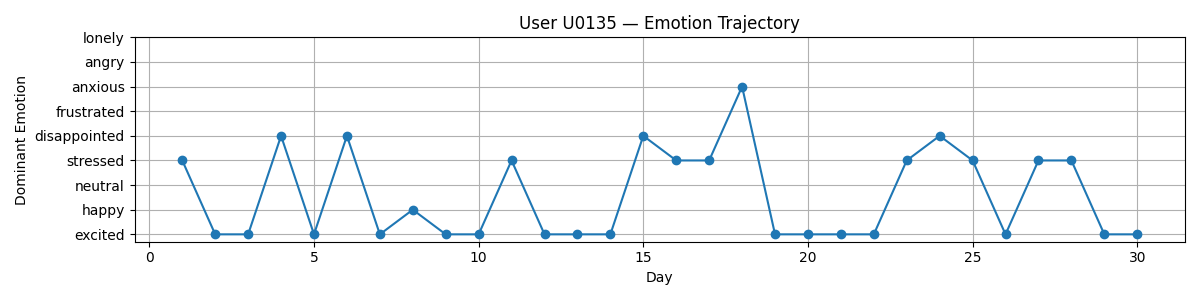 User U0135 — Emotion Trajectory
lonely
angry
anxious
frustrated
disappointed
stressed
neutral
happy
excited
Dominant Emotion
0 5 10 15 20 25 30
Day